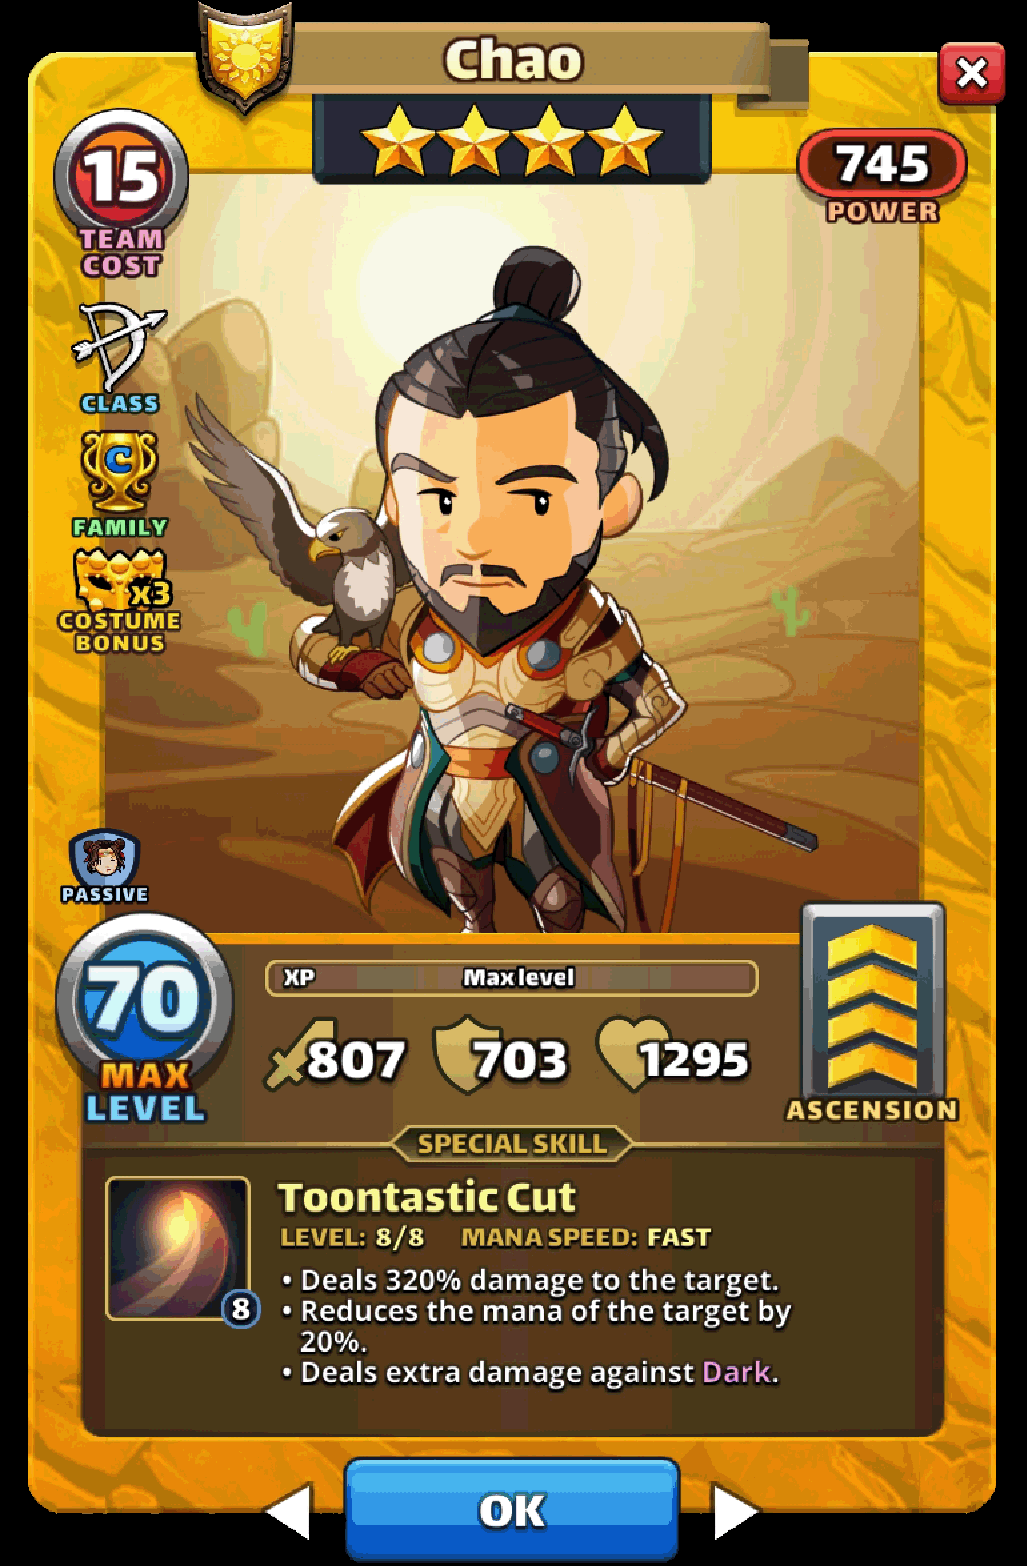 Chao
15
TEAM
COST
745
POWER
CLASS
C
FAMILY
x3
COSTUME
BONUS
PASSIVE
70
MAX
LEVEL
XP Max level
807 703 1295
ASCENSION
SPECIAL SKILL
Toontastic Cut
LEVEL: 8/8 MANA SPEED: FAST
8
• Deals 320% damage to the target.
• Reduces the mana of the target by
20%.
• Deals extra damage against Dark.
OK